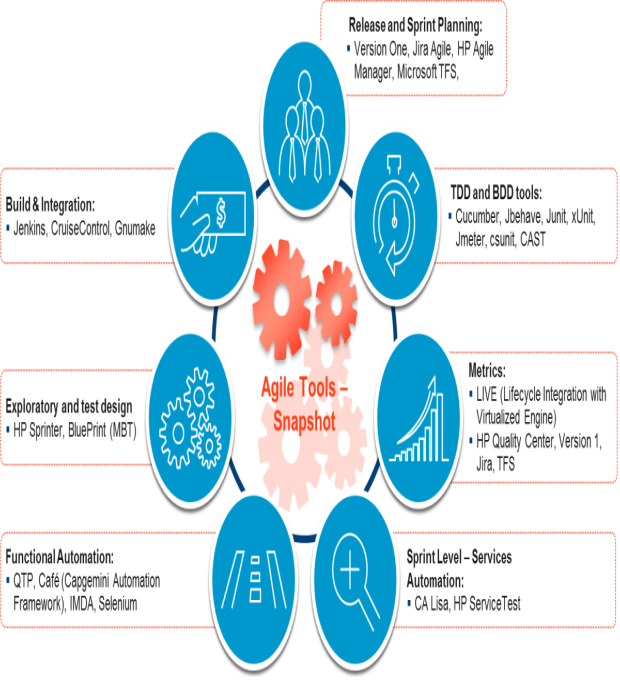 Release and Sprint Planning:
▪ Version One, Jira Agile, HP Agile
Manager, Microsoft TFS,
Build & Integration:
▪ Jenkins, CruiseControl, Gnumake
$
TDD and BDD tools:
▪ Cucumber, Jbehave, Junit, xUnit,
Jmeter, csunit, CAST
Agile Tools –
Snapshot
Exploratory and test design
▪ HP Sprinter, BluePrint (MBT)
Metrics:
▪ LIVE (Lifecycle Integration with
Virtualized Engine)
▪ HP Quality Center, Version 1,
Jira, TFS
Functional Automation:
▪ QTP, Café (Capgemini Automation
Framework), IMDA, Selenium
Sprint Level – Services
Automation:
▪ CA Lisa, HP ServiceTest